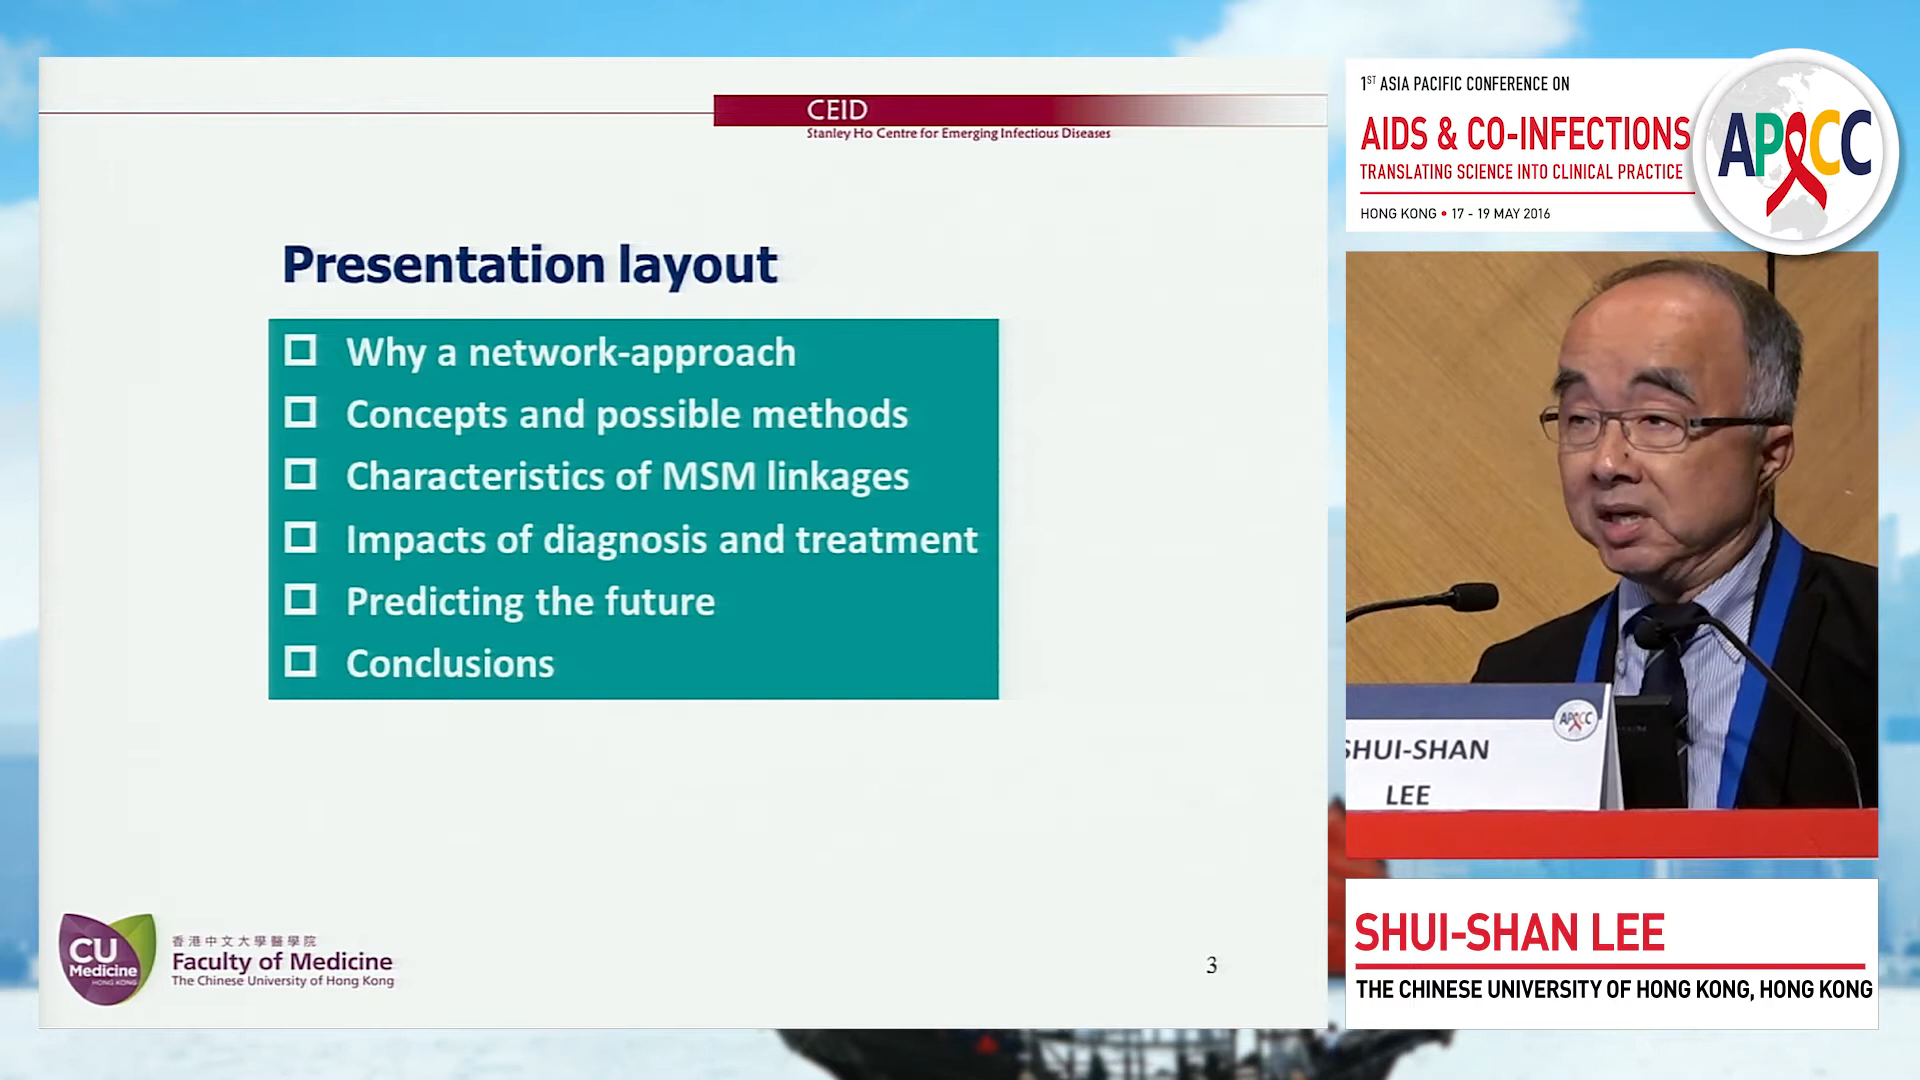 CEID
Stanley Ho Centre for Emerging Infectious Diseases
Presentation layout
Why a network-approach
Concepts and possible methods
Characteristics of MSM linkages
Impacts of diagnosis and treatment
Predicting the future
Conclusions
CU
Medicine
HONG KONG
香港中文大學醫學院
Faculty of Medicine
The Chinese University of Hong Kong
3
1ST ASIA PACIFIC CONFERENCE ON
AIDS & CO-INFECTIONS
TRANSLATING SCIENCE INTO CLINICAL PRACTICE
HONG KONG • 17 - 19 MAY 2016
APACC
APACC
SHUI-SHAN
LEE
SHUI-SHAN LEE
THE CHINESE UNIVERSITY OF HONG KONG, HONG KONG